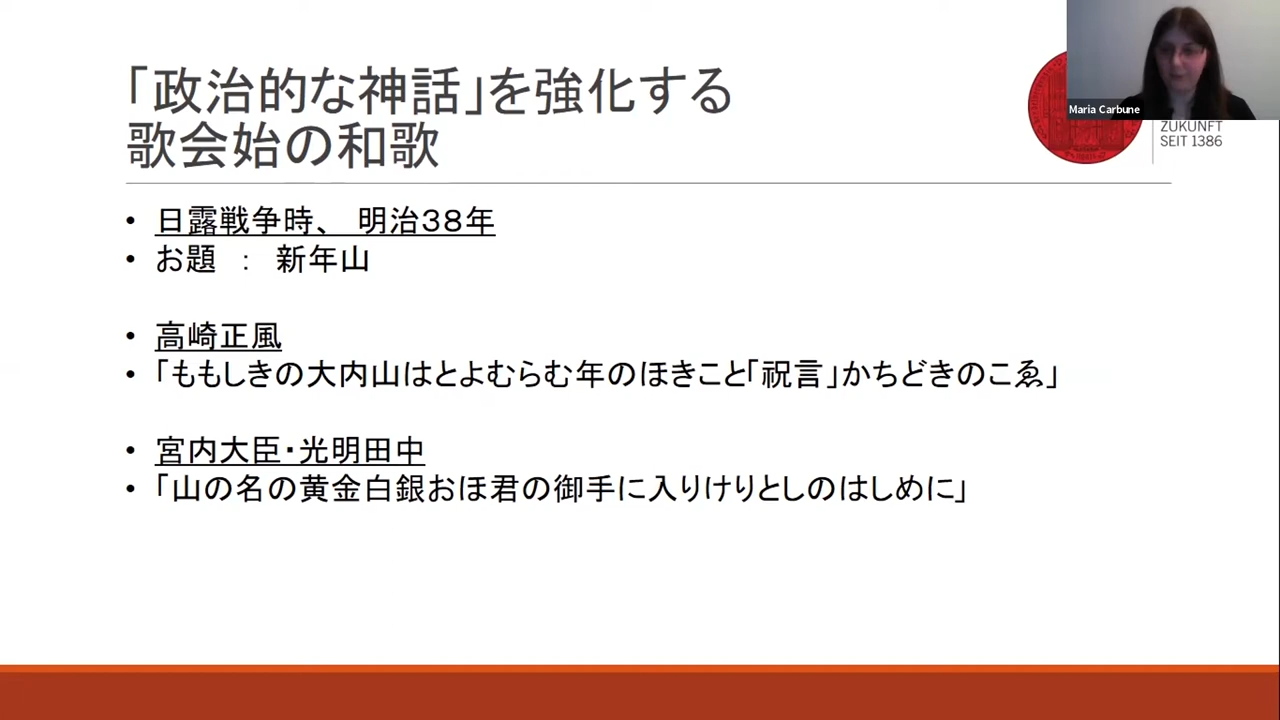 「政治的な神話」を強化する
歌会始の和歌
Maria Carbune
ZUKUNFT
SEIT 1386
• 日露戦争時、 明治３８年
• お題 ： 新年山
• 高崎正風
• 「ももしきの大内山はとよむらむ年のほきこと「祝言」かちどきのこゑ」
• 宮内大臣・光明田中
• 「山の名の黄金白銀おほ君の御手に入りけりとしのはしめに」